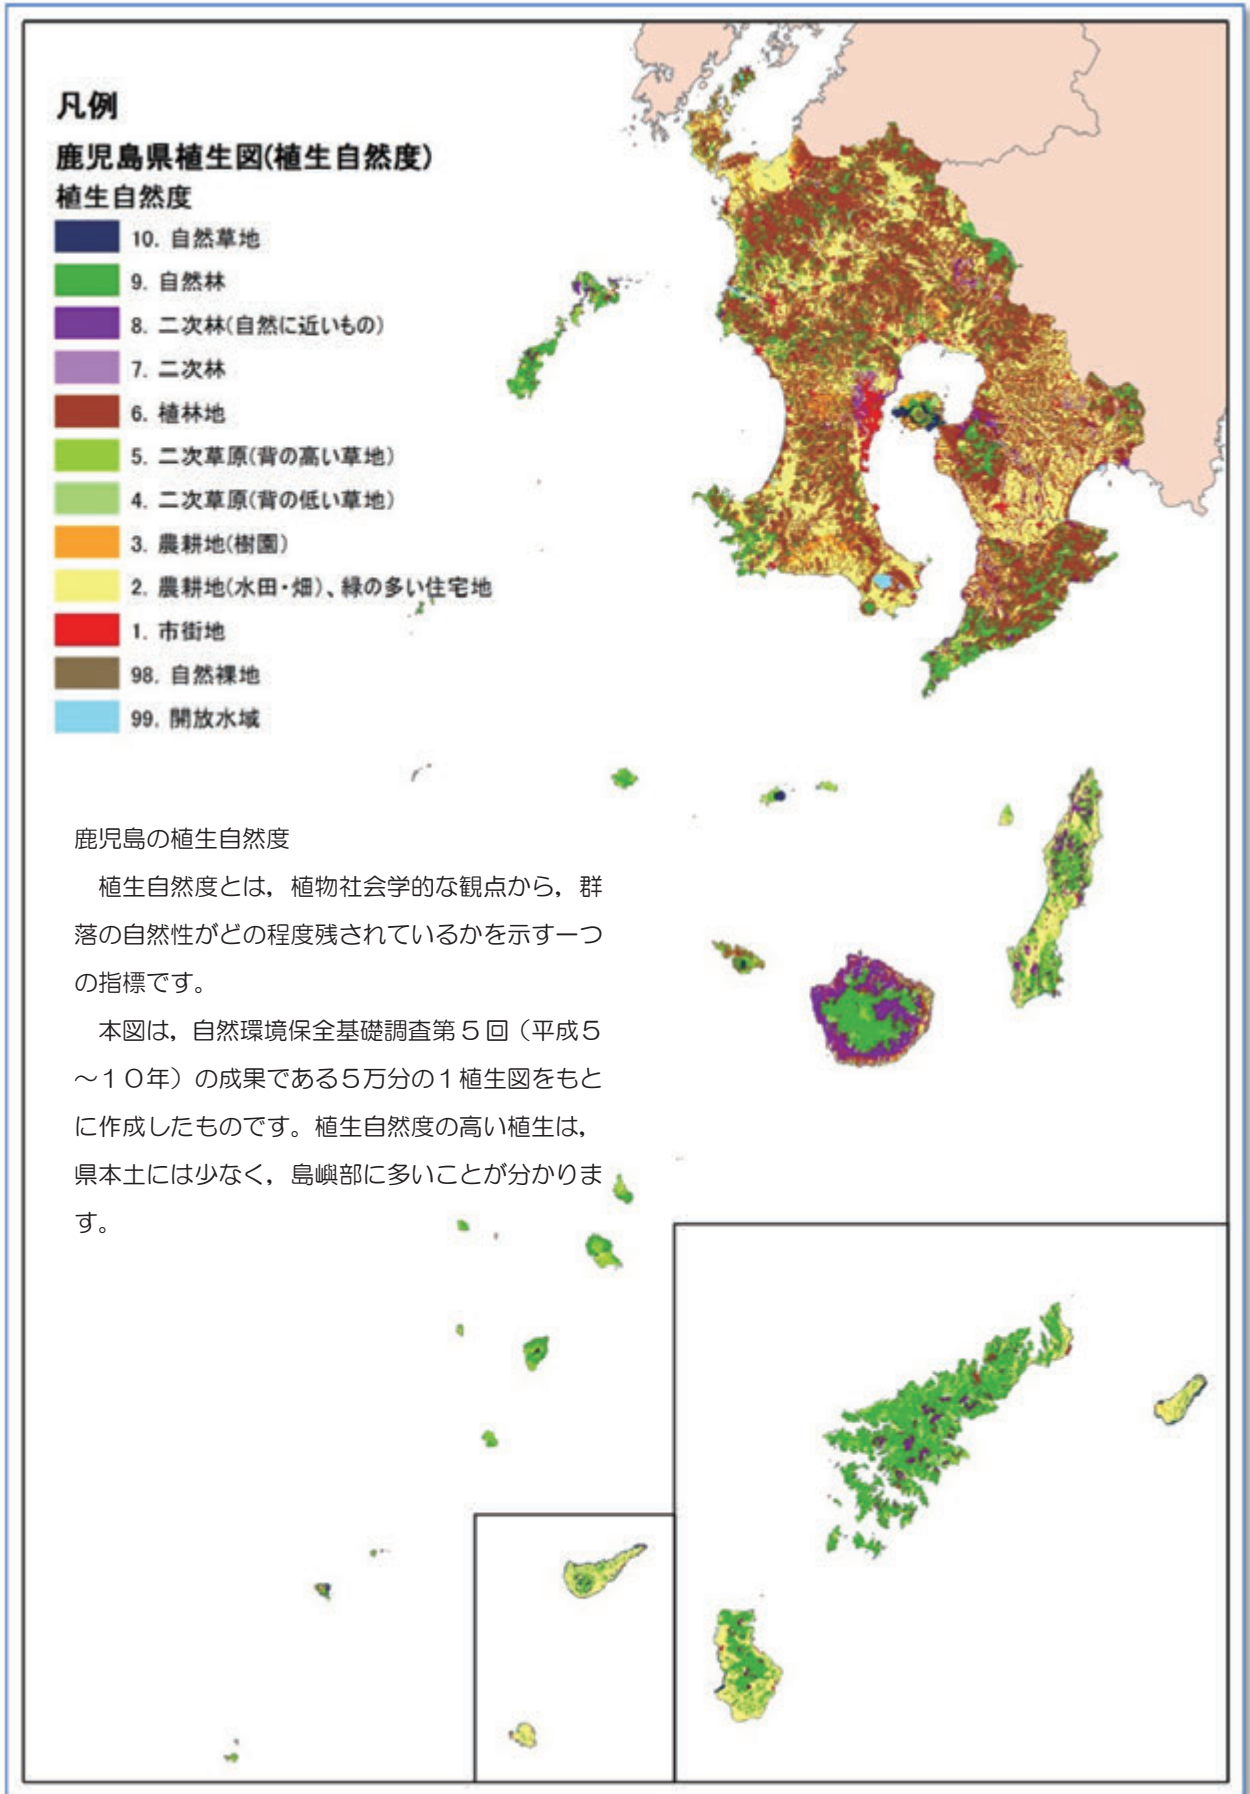 凡例
鹿児島県植生図(植生自然度)
植生自然度
10. 自然草地
9. 自然林
8. 二次林(自然に近いもの)
7. 二次林
6. 植林地
5. 二次草原(背の高い草地)
4. 二次草原(背の低い草地)
3. 農耕地(樹園)
2. 農耕地(水田・畑)、緑の多い住宅地
1. 市街地
98. 自然裸地
99. 開放水域
鹿児島の植生自然度
　植生自然度とは，植物社会学的な観点から，群
落の自然性がどの程度残されているかを示す一つ
の指標です。
　本図は，自然環境保全基礎調査第５回（平成５
～１０年）の成果である５万分の１植生図をもと
に作成したものです。植生自然度の高い植生は，
県本土には少なく，島嶼部に多いことが分かりま
す。